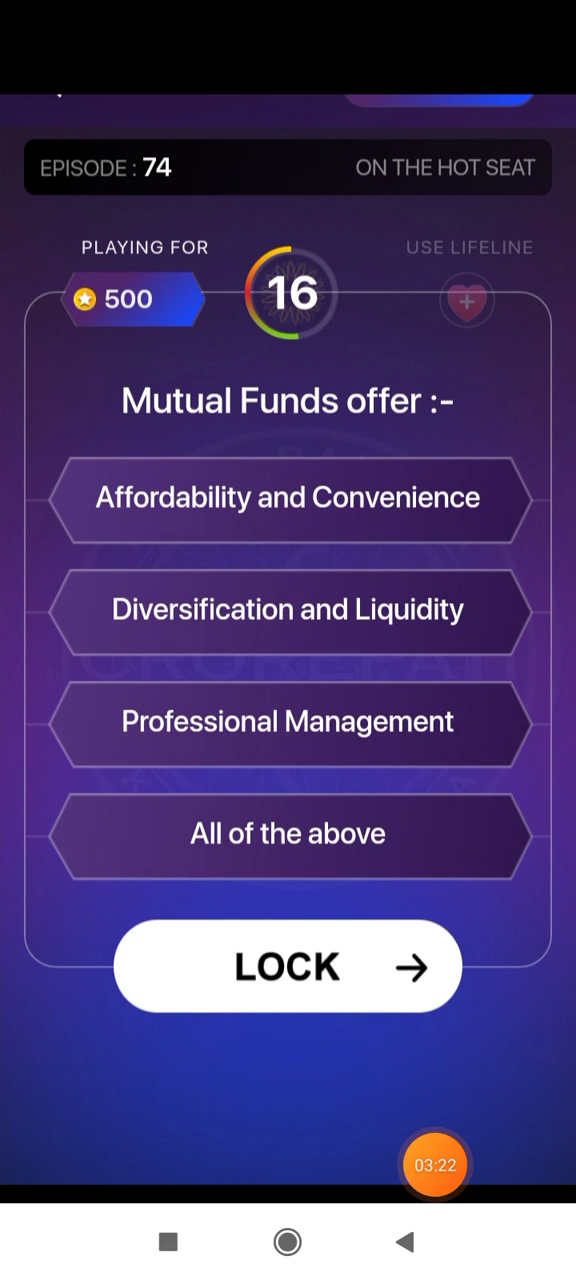 EPISODE : 74
ON THE HOT SEAT
PLAYING FOR
USE LIFELINE
500
16
Mutual Funds offer :-
Affordability and Convenience
Diversification and Liquidity
CROREPATI
Professional Management
All of the above
LOCK
03:22